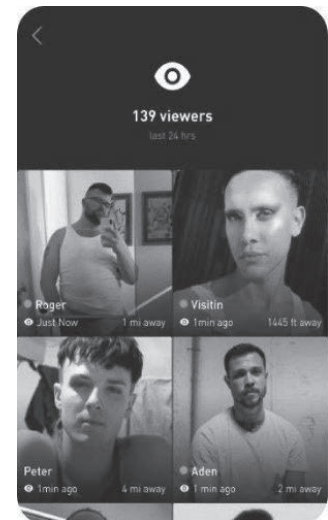 139 viewers
last 24 hrs
Roger
Just Now 1 mi away
Visitin
1min ago 1445 ft away
Peter
1min ago 4 mi away
Aden
1 min ago 2 mi away